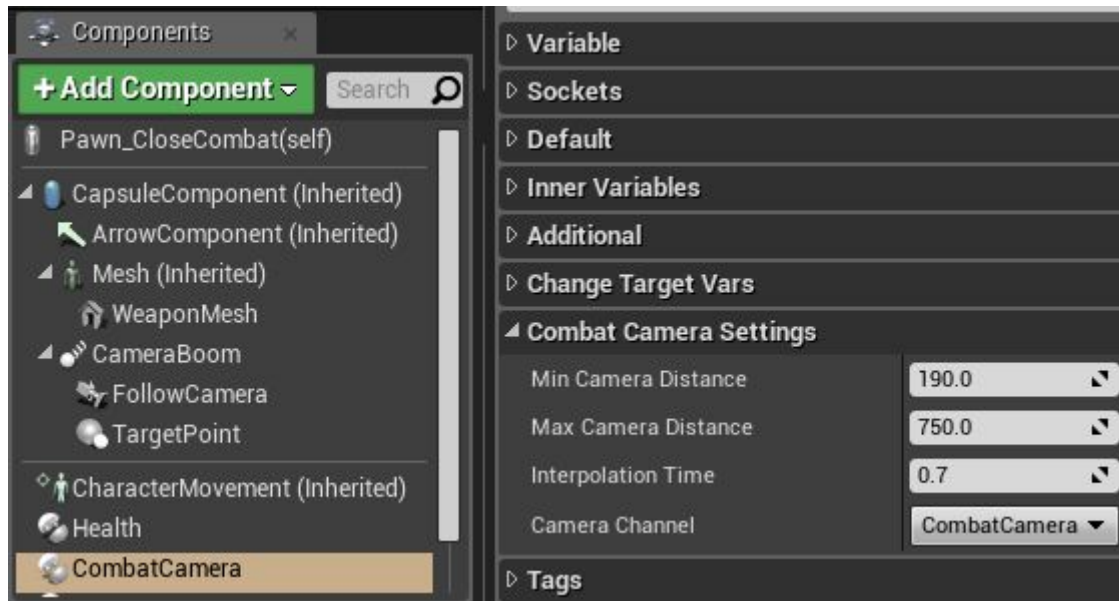 Components
+ Add Component
Search
Pawn_CloseCombat(self)
CapsuleComponent (Inherited)
ArrowComponent (Inherited)
Mesh (Inherited)
WeaponMesh
CameraBoom
FollowCamera
TargetPoint
CharacterMovement (Inherited)
Health
CombatCamera
Variable
Sockets
Default
Inner Variables
Additional
Change Target Vars
Combat Camera Settings
Min Camera Distance 190.0
Max Camera Distance 750.0
Interpolation Time 0.7
Camera Channel CombatCamera
Tags